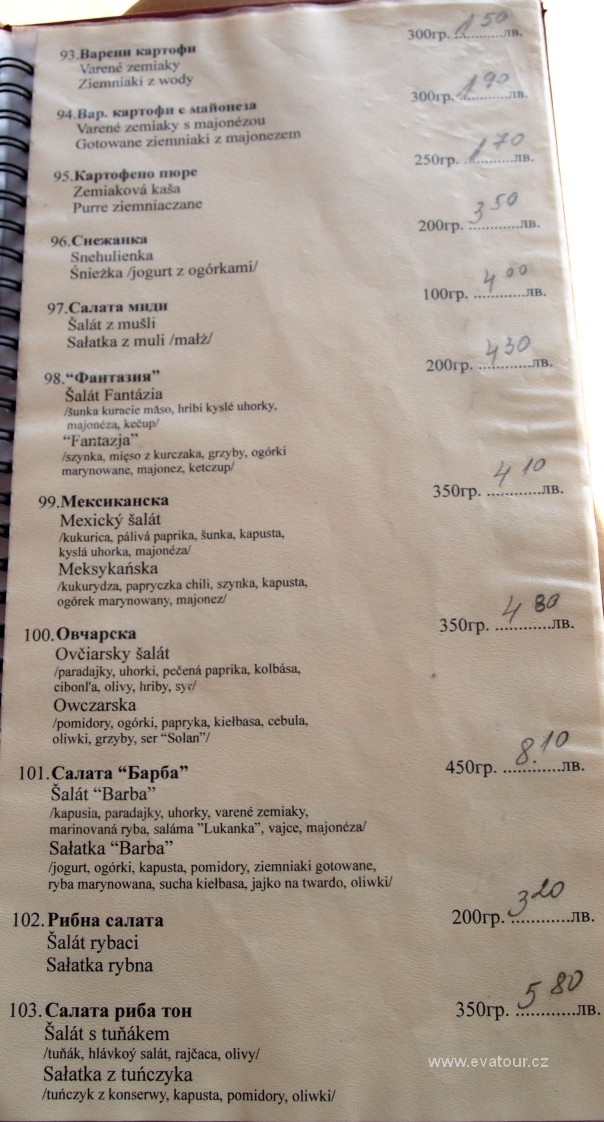 93.Варени картофи 300гр. 1 50 ............лв.
Varené zemiaky
Ziemniaki z wody
94.Вар. картофи с майонеза 300гр. 1 90 ............лв.
Varené zemiaky s majonézou
Gotowane ziemniaki z majonezem
95.Картофено пюре 250гр. 1 70 ............лв.
Zemiaková kaša
Purre ziemniaczane
96.Снежанка 200гр. 3 50 ............лв.
Snehulienka
Śnieżka /jogurt z ogórkami/
97.Салата миди 100гр. 4 00 ............лв.
Šalát z mušli
Sałatka z muli /małż/
98.“Фантазия” 200гр. 4 30 ............лв.
Šalát Fantázia
/šunka kuracie mäso, hribi kyslé uhorky,
majonéza, kečup/
“Fantazja”
/szynka, mięso z kurczaka, grzyby, ogórki
marynowane, majonez, ketczup/
99.Мексиканска 350гр. 4 10 ............лв.
Mexický šalát
/kukurica, pálivá paprika, šunka, kapusta,
kyslá uhorka, majonéza/
Meksykańska
/kukurydza, papryczka chili, szynka, kapusta,
ogórek marynowany, majonez/
100.Овчарска 350гр. 4 80 ............лв.
Ovčiarsky šalát
/paradajky, uhorki, pečená paprika, kolbása,
cibonľa, olivy, hriby, syr/
Owczarska
/pomidory, ogórki, papryka, kiełbasa, cebula,
oliwki, grzyby, ser “Solan”/
101.Салата “Барба” 450гр. 8.10 ............лв.
Šalát “Barba”
/kapusia, paradajky, uhorky, varené zemiaky,
marinovaná ryba, saláma "Lukanka”, vajce, majonéza/
Sałatka “Barba”
/jogurt, ogórki, kapusta, pomidory, ziemniaki gotowane,
ryba marynowana, sucha kiełbasa, jajko na twardo, oliwki/
102.Рибна салата 200гр. 3 20 ............лв.
Šalát rybaci
Sałatka rybna
103.Салата риба тон 350гр. 5 80 ............лв.
Šalát s tuňákem
/tuňák, hlávkoý salát, rajčaca, olivy/
Sałatka z tuńczyka
/tuńczyk z konserwy, kapusta, pomidory, oliwki/
www.evatour.cz